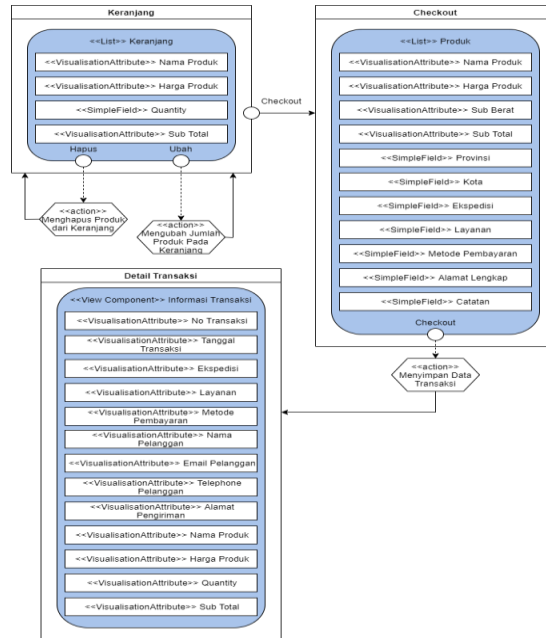 Keranjang
<<List>> Keranjang
<<VisualisationAttribute>> Nama Produk
<<VisualisationAttribute>> Harga Produk
<<SimpleField>> Quantity
<<VisualisationAttribute>> Sub Total
Hapus
Ubah
<<action>>
Menghapus Produk
dari Keranjang
<<action>>
Mengubah Jumlah
Produk Pada
Keranjang
Checkout
Checkout
<<List>> Produk
<<VisualisationAttribute>> Nama Produk
<<VisualisationAttribute>> Harga Produk
<<VisualisationAttribute>> Sub Berat
<<VisualisationAttribute>> Sub Total
<<SimpleField>> Provinsi
<<SimpleField>> Kota
<<SimpleField>> Ekspedisi
<<SimpleField>> Layanan
<<SimpleField>> Metode Pembayaran
<<SimpleField>> Alamat Lengkap
<<SimpleField>> Catatan
Checkout
<<action>>
Menyimpan Data
Transaksi
Detail Transaksi
<<View Component>> Informasi Transaksi
<<VisualisationAttribute>> No Transaksi
<<VisualisationAttribute>> Tanggal
Transaksi
<<VisualisationAttribute>> Ekspedisi
<<VisualisationAttribute>> Layanan
<<VisualisationAttribute>> Metode
Pembayaran
<<VisualisationAttribute>> Nama
Pelanggan
<<VisualisationAttribute>> Email Pelanggan
<<VisualisationAttribute>> Telephone
Pelanggan
<<VisualisationAttribute>> Alamat
Pengiriman
<<VisualisationAttribute>> Nama Produk
<<VisualisationAttribute>> Harga Produk
<<VisualisationAttribute>> Quantity
<<VisualisationAttribute>> Sub Total